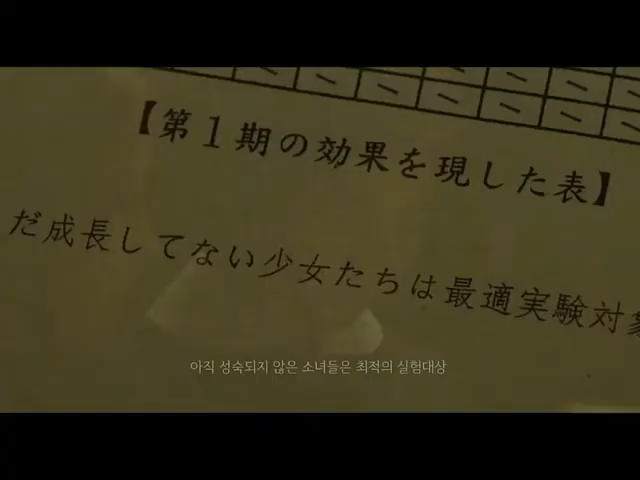 【第1期の効果を現した表】
だ成長してない少女たちは最適実験対象
아직 성숙되지 않은 소녀들은 최적의 실험대상